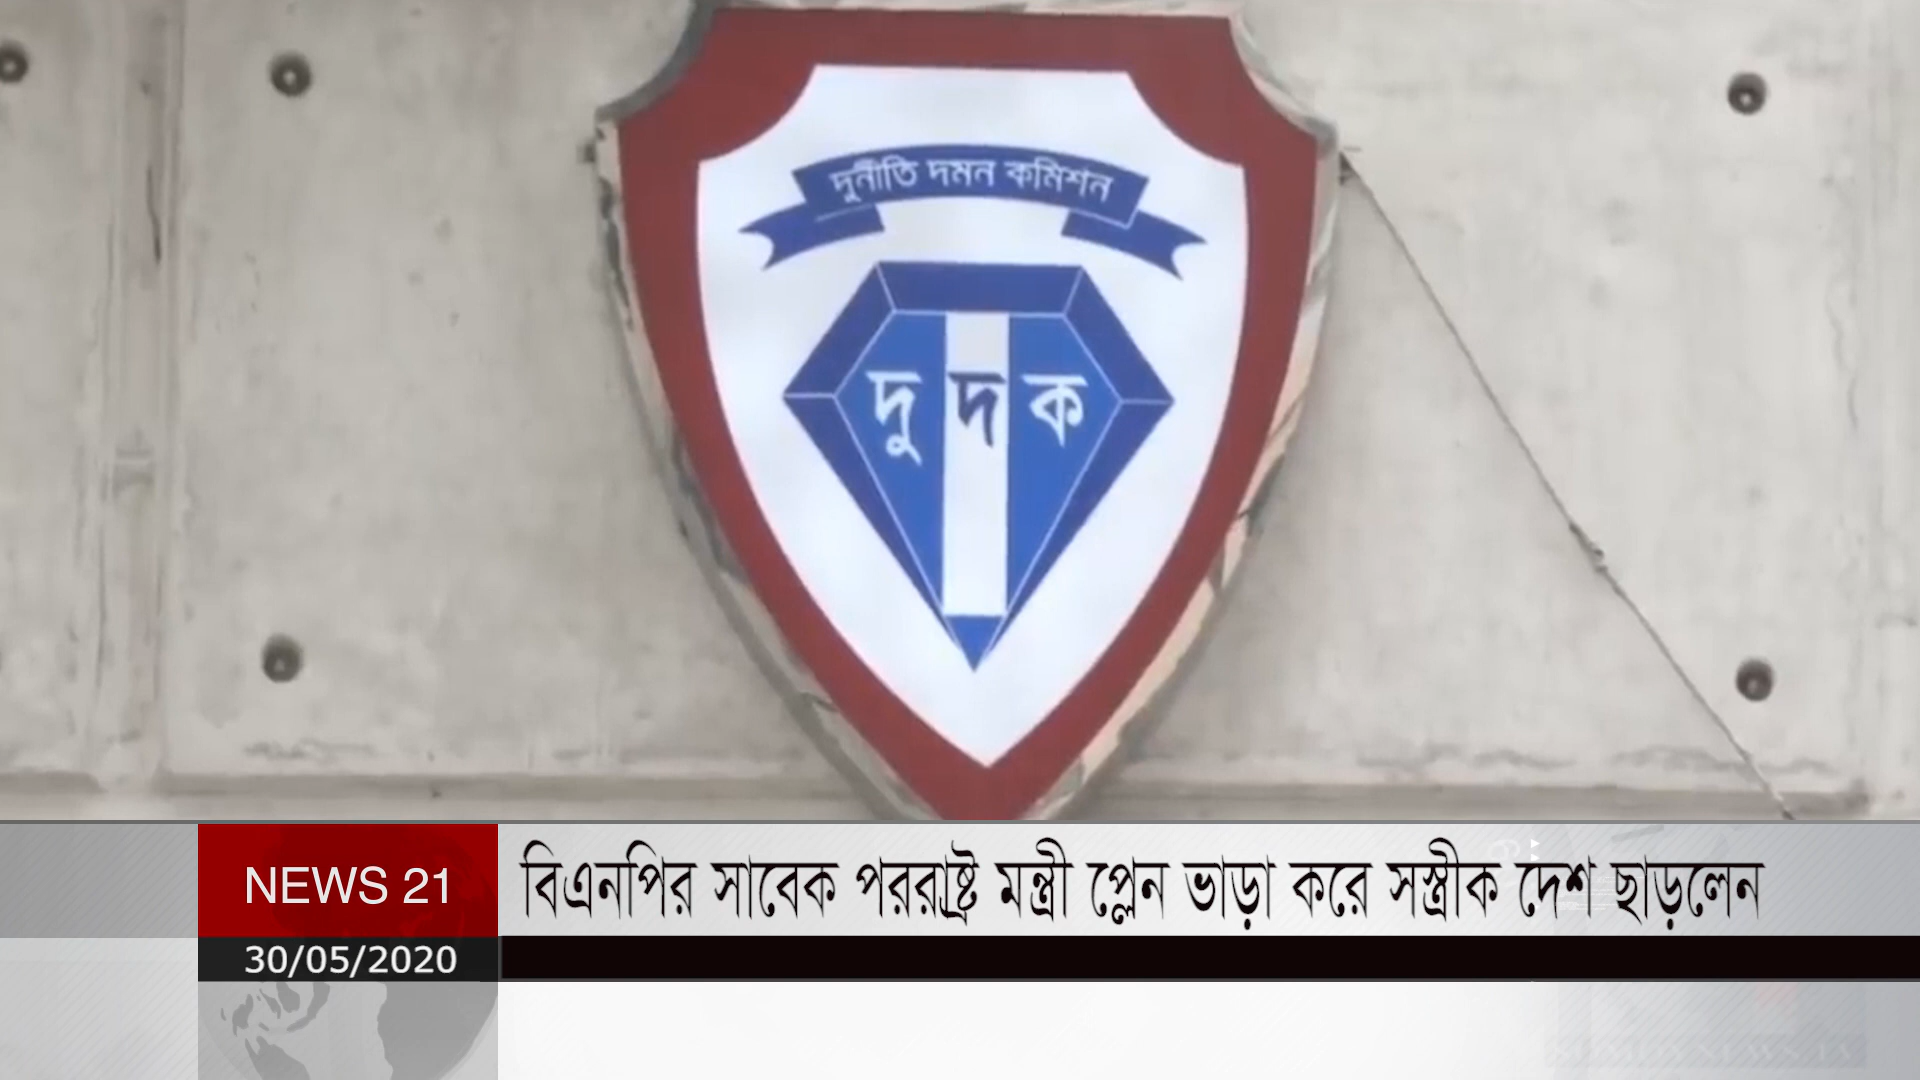 দুর্নীতি দমন কমিশন
দুদক
NEWS 21
বিএনপির সাবেক পররাষ্ট্র মন্ত্রী প্লেন ভাড়া করে সস্ত্রীক দেশ ছাড়লেন
30/05/2020